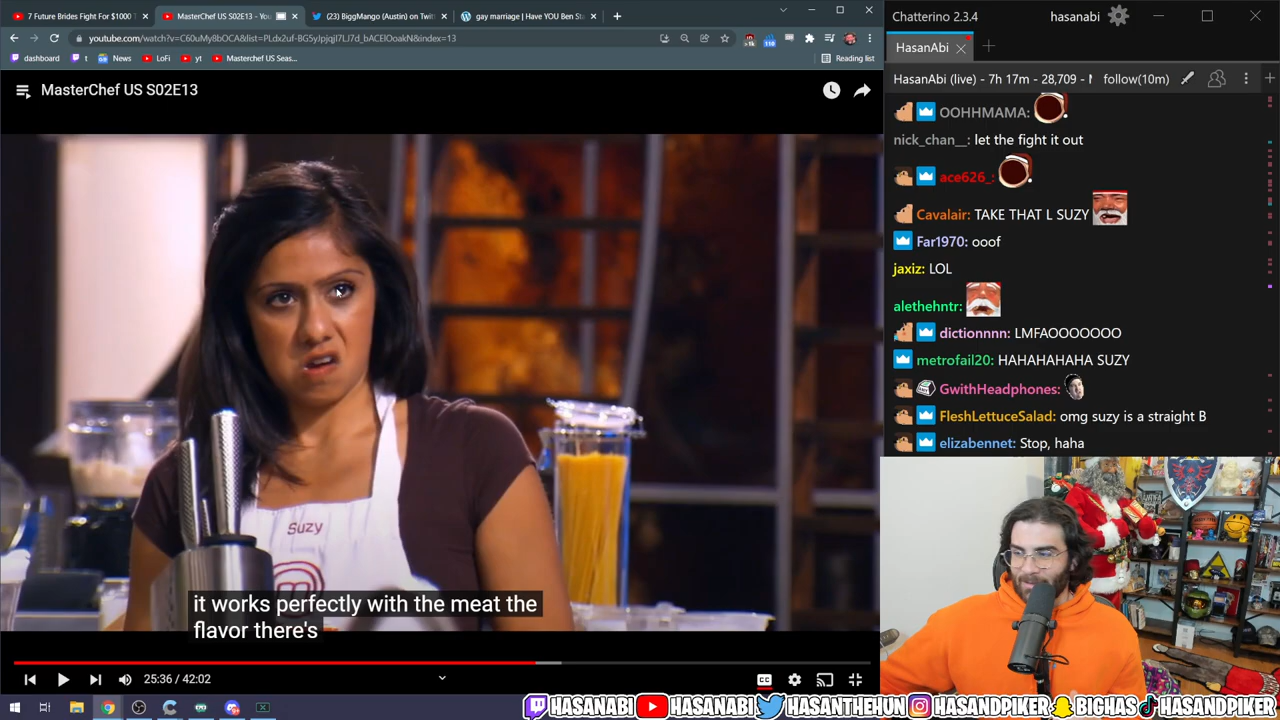 7 Future Brides Fight For $1000
MasterChef US S02E13 - You
(23) BiggMango (Austin) on Twit
gay marriage | Have YOU Ben Sta
youtube.com/watch?v=C60uMy8bOCA&list=PLdx2uf-BG5yJpjqjl7LJ7d_bACElOoakN&index=13
dashboard
t
News
LoFi
yt
Masterchef US Seas...
Reading list
MasterChef US S02E13
Suzy
it works perfectly with the meat the
flavor there's
25:36 / 42:02
Chatterino 2.3.4
hasanabi
HasanAbi
HasanAbi (live) - 7h 17m - 28,709 - M
follow(10m)
OOHHMAMA:
nick_chan__: let the fight it out
ace626_:
Cavalair: TAKE THAT L SUZY
Far1970: ooof
jaxiz: LOL
alethehntr:
dictionnnn: LMFAOOOOOOO
metrofail20: HAHAHAHAHA SUZY
GwithHeadphones:
FleshLettuceSalad: omg suzy is a straight B
elizabennet: Stop, haha
HASANABI
HASANABI
HASANTHEHUN
HASANDPIKER
BIGHAS
HASANDPIKER